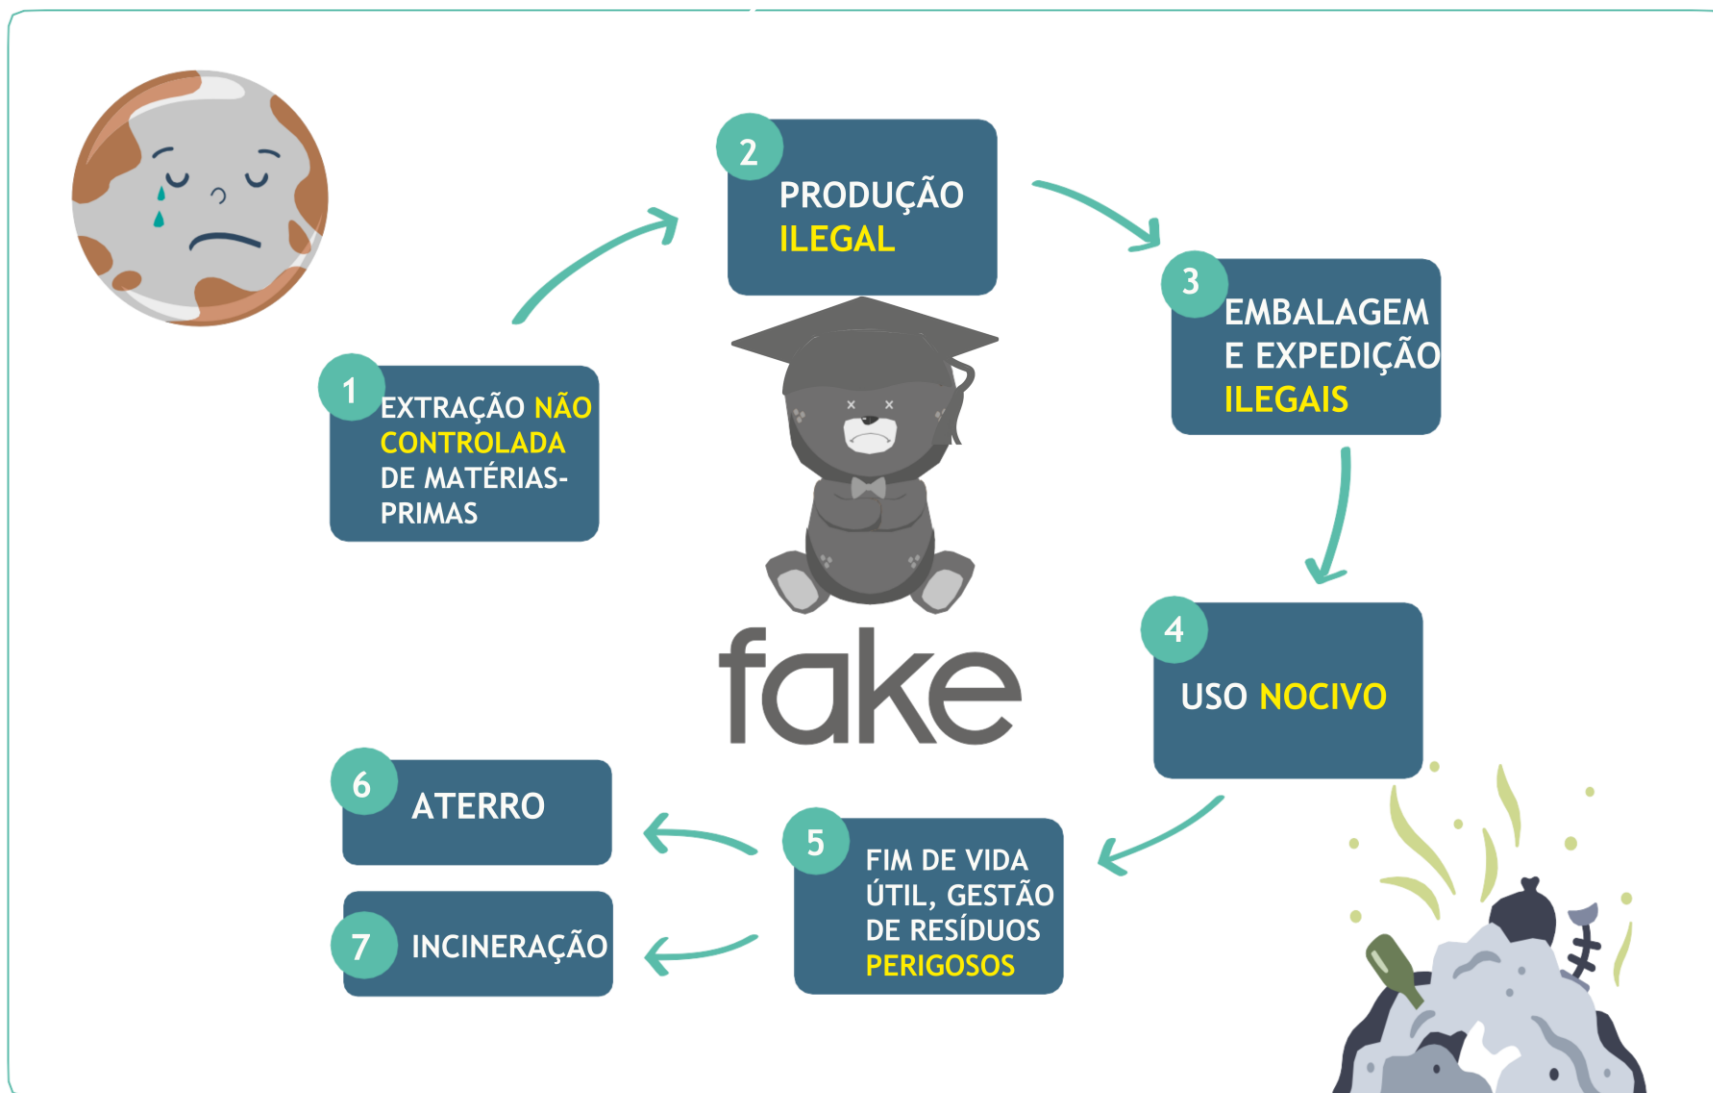 1
EXTRAÇÃO NÃO
CONTROLADA
DE MATÉRIAS-
PRIMAS
2
PRODUÇÃO
ILEGAL
3
EMBALAGEM
E EXPEDIÇÃO
ILEGAIS
4
USO NOCIVO
5
FIM DE VIDA
ÚTIL, GESTÃO
DE RESÍDUOS
PERIGOSOS
6
ATERRO
7
INCINERAÇÃO
fake